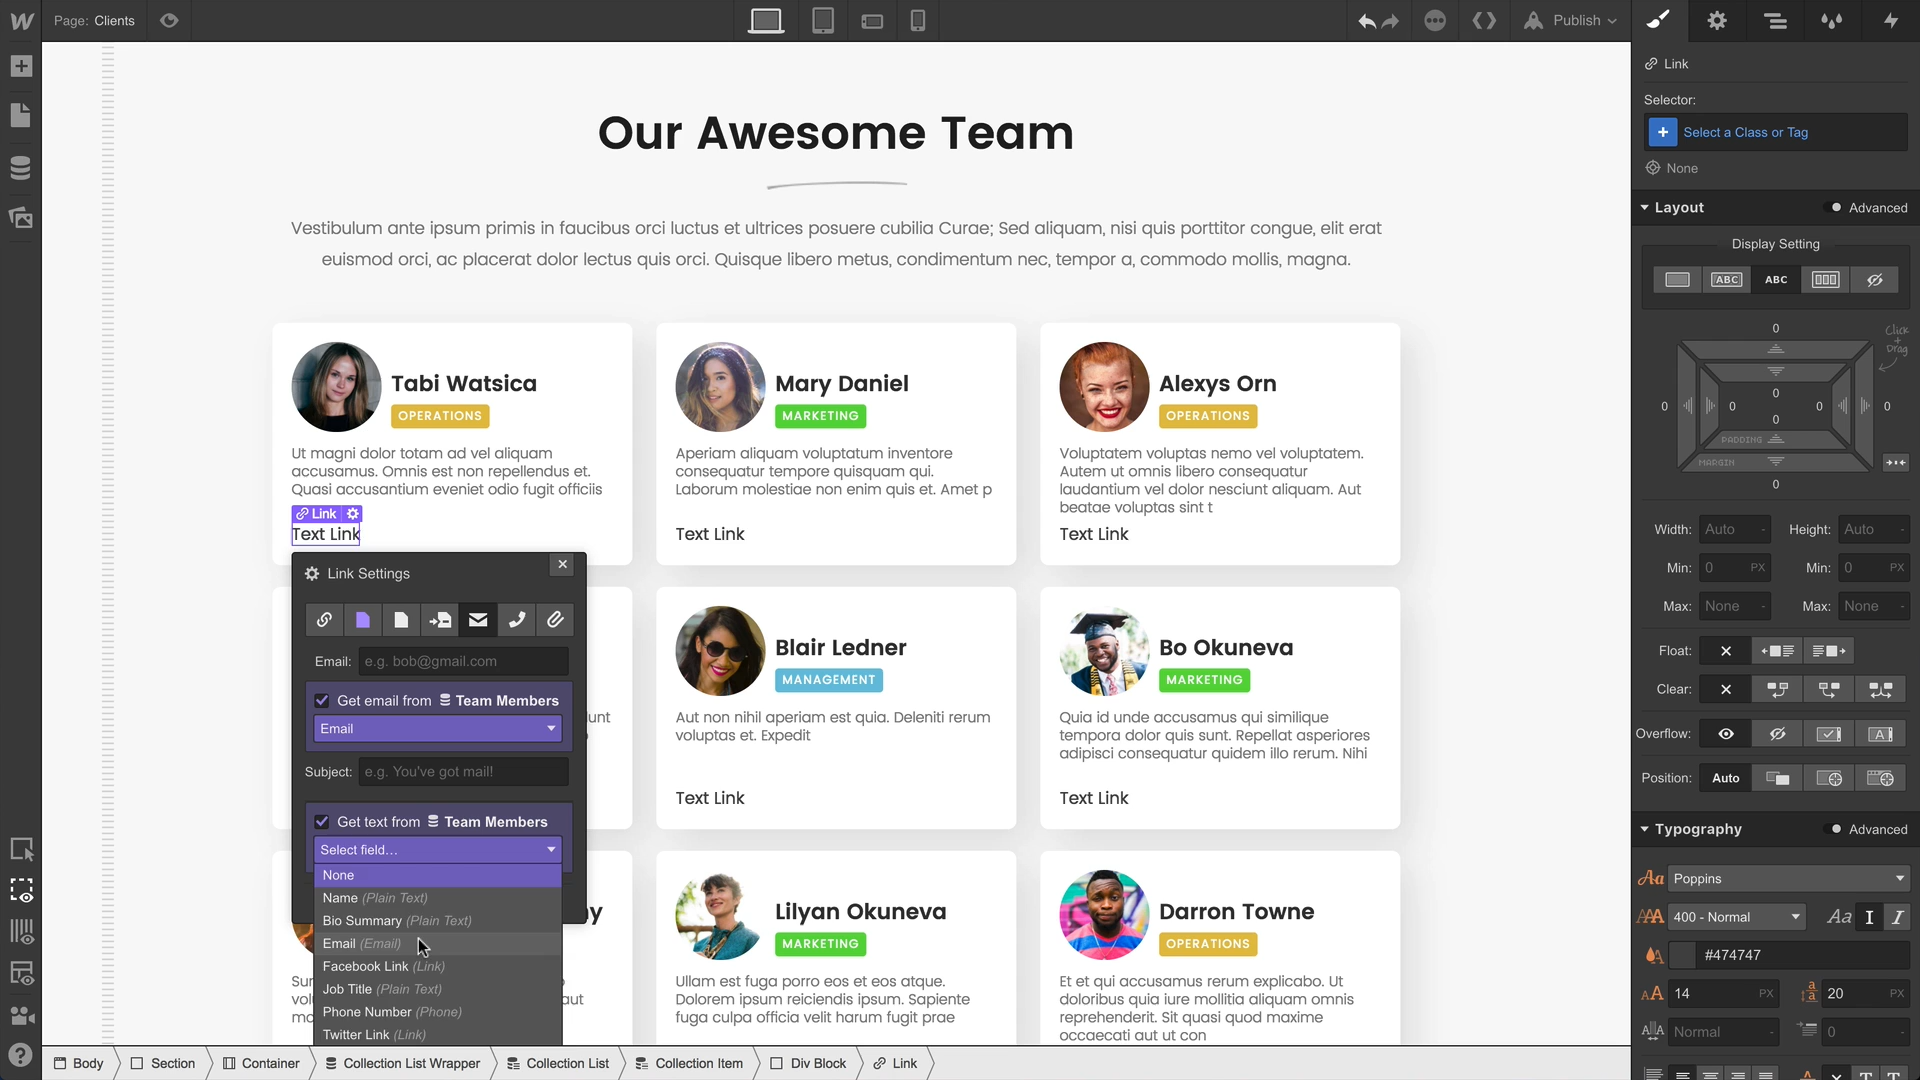 Page: Clients
Publish
Link
Selector:
+ Select a Class or Tag
None
Our Awesome Team
Vestibulum ante ipsum primis in faucibus orci luctus et ultrices posuere cubilia Curae; Sed aliquam, nisi quis porttitor congue, elit erat
euismod orci, ac placerat dolor lectus quis orci. Quisque libero metus, condimentum nec, tempor a, commodo mollis, magna.
Tabi Watsica
OPERATIONS
Ut magni dolor totam ad vel aliquam
accusamus. Omnis est non repellendus et.
Quasi accusantium eveniet odio fugit officiis
Link
Text Link
Mary Daniel
MARKETING
Aperiam aliquam voluptatum inventore
consequatur tempore quisquam qui.
Laborum molestiae non enim quis et. Amet p
Text Link
Alexys Orn
OPERATIONS
Voluptatem voluptas nemo vel voluptatem.
Autem ut omnis libero consequatur
laudantium vel dolor nesciunt aliquam. Aut
beatae voluptas sint t
Text Link
Link Settings
Email: e.g. bob@gmail.com
Get email from Team Members
Email
Subject: e.g. You've got mail!
Get text from Team Members
Select field...
None
Name (Plain Text)
Bio Summary (Plain Text)
Email (Email)
Facebook Link (Link)
Job Title (Plain Text)
Phone Number (Phone)
Twitter Link (Link)
Blair Ledner
MANAGEMENT
Aut non nihil aperiam est quia. Deleniti rerum
voluptas et. Expedit
Text Link
Bo Okuneva
MARKETING
Quia id unde accusamus qui similique
tempora dolor quis sunt. Repellat asperiores
adipisci consequatur quidem illo rerum. Nihi
Text Link
Lilyan Okuneva
MARKETING
Ullam est fuga porro eos et eos atque.
Dolorem ipsum reiciendis ipsum. Sapiente
fuga culpa officia velit harum fugit prae
Darron Towne
OPERATIONS
Et et qui accusamus rerum explicabo. Ut
doloribus quia iure mollitia aliquam omnis
reprehenderit. Sit quasi quod maxime
occaecati aut ut con
aut
Layout Advanced
Display Setting
ABC ABC
Click
+
Drag
0
0
0 0 0 0
0
PADDING
MARGIN
0
Width: Auto - Height: Auto -
Min: 0 PX Min: 0 PX
Max: None - Max: None -
Float:
Clear:
Overflow:
Position: Auto
Typography Advanced
Poppins
400 - Normal
#474747
14 PX 20 PX
Normal - 0 -
Body Section Container Collection List Wrapper Collection List Collection Item Div Block Link